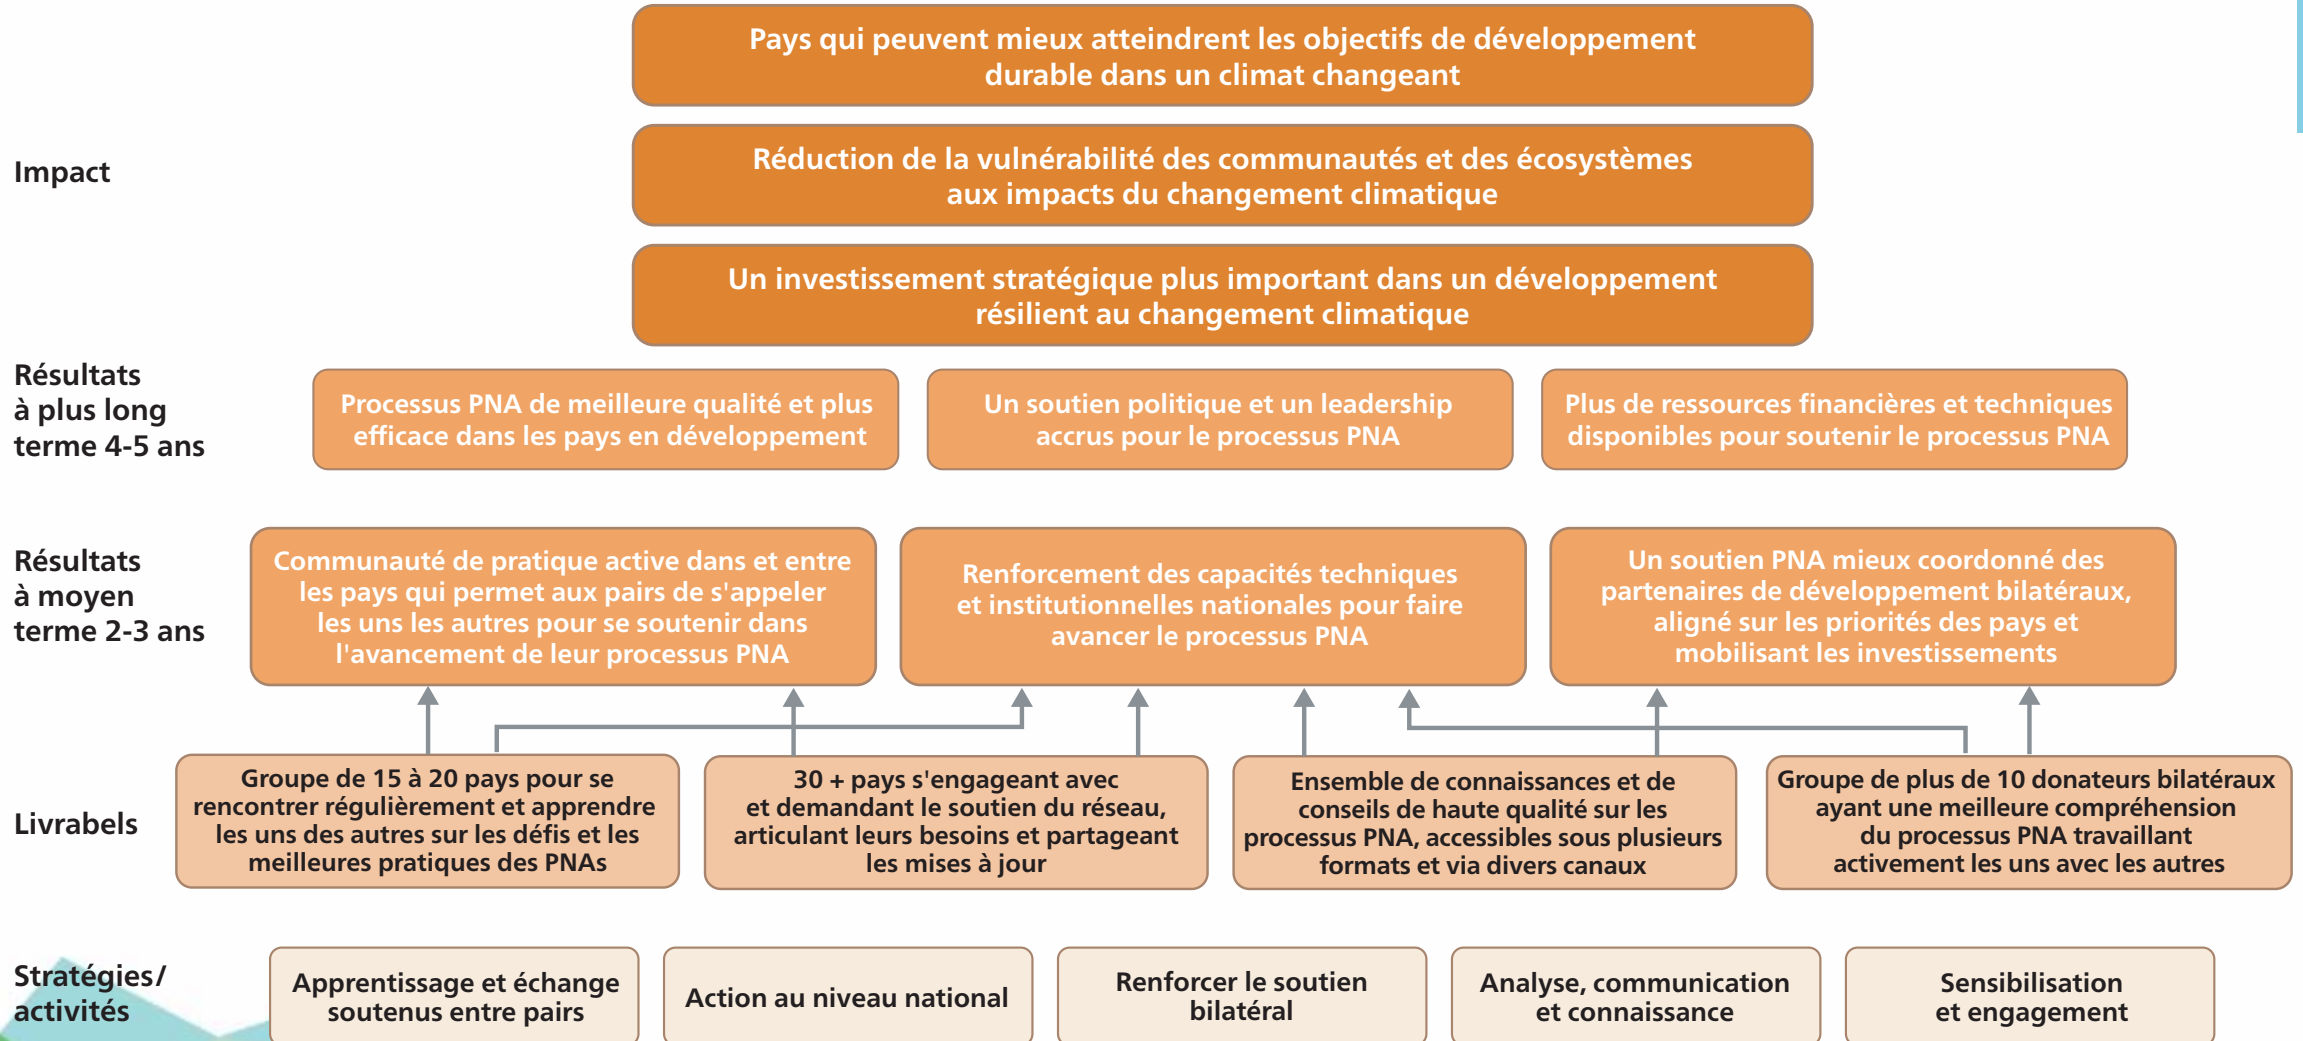 Pays qui peuvent mieux atteindrent les objectifs de développement
durable dans un climat changeant
Impact
Réduction de la vulnérabilité des communautés et des écosystèmes
aux impacts du changement climatique
Un investissement stratégique plus important dans un développement
résilient au changement climatique
Résultats
à plus long
terme 4-5 ans
Processus PNA de meilleure qualité et plus
efficace dans les pays en développement
Un soutien politique et un leadership
accrus pour le processus PNA
Plus de ressources financières et techniques
disponibles pour soutenir le processus PNA
Résultats
à moyen
terme 2-3 ans
Communauté de pratique active dans et entre
les pays qui permet aux pairs de s'appeler
les uns les autres pour se soutenir dans
l'avancement de leur processus PNA
Renforcement des capacités techniques
et institutionnelles nationales pour faire
avancer le processus PNA
Un soutien PNA mieux coordonné des
partenaires de développement bilatéraux,
aligné sur les priorités des pays et
mobilisant les investissements
Livrabels
Groupe de 15 à 20 pays pour se
rencontrer régulièrement et apprendre
les uns des autres sur les défis et les
meilleures pratiques des PNAs
30 + pays s'engageant avec
et demandant le soutien du réseau,
articulant leurs besoins et partageant
les mises à jour
Ensemble de connaissances et de
conseils de haute qualité sur les
processus PNA, accessibles sous plusieurs
formats et via divers canaux
Groupe de plus de 10 donateurs bilatéraux
ayant une meilleure compréhension
du processus PNA travaillant
activement les uns avec les autres
Stratégies/
activités
Apprentissage et échange
soutenus entre pairs
Action au niveau national
Renforcer le soutien
bilatéral
Analyse, communication
et connaissance
Sensibilisation
et engagement